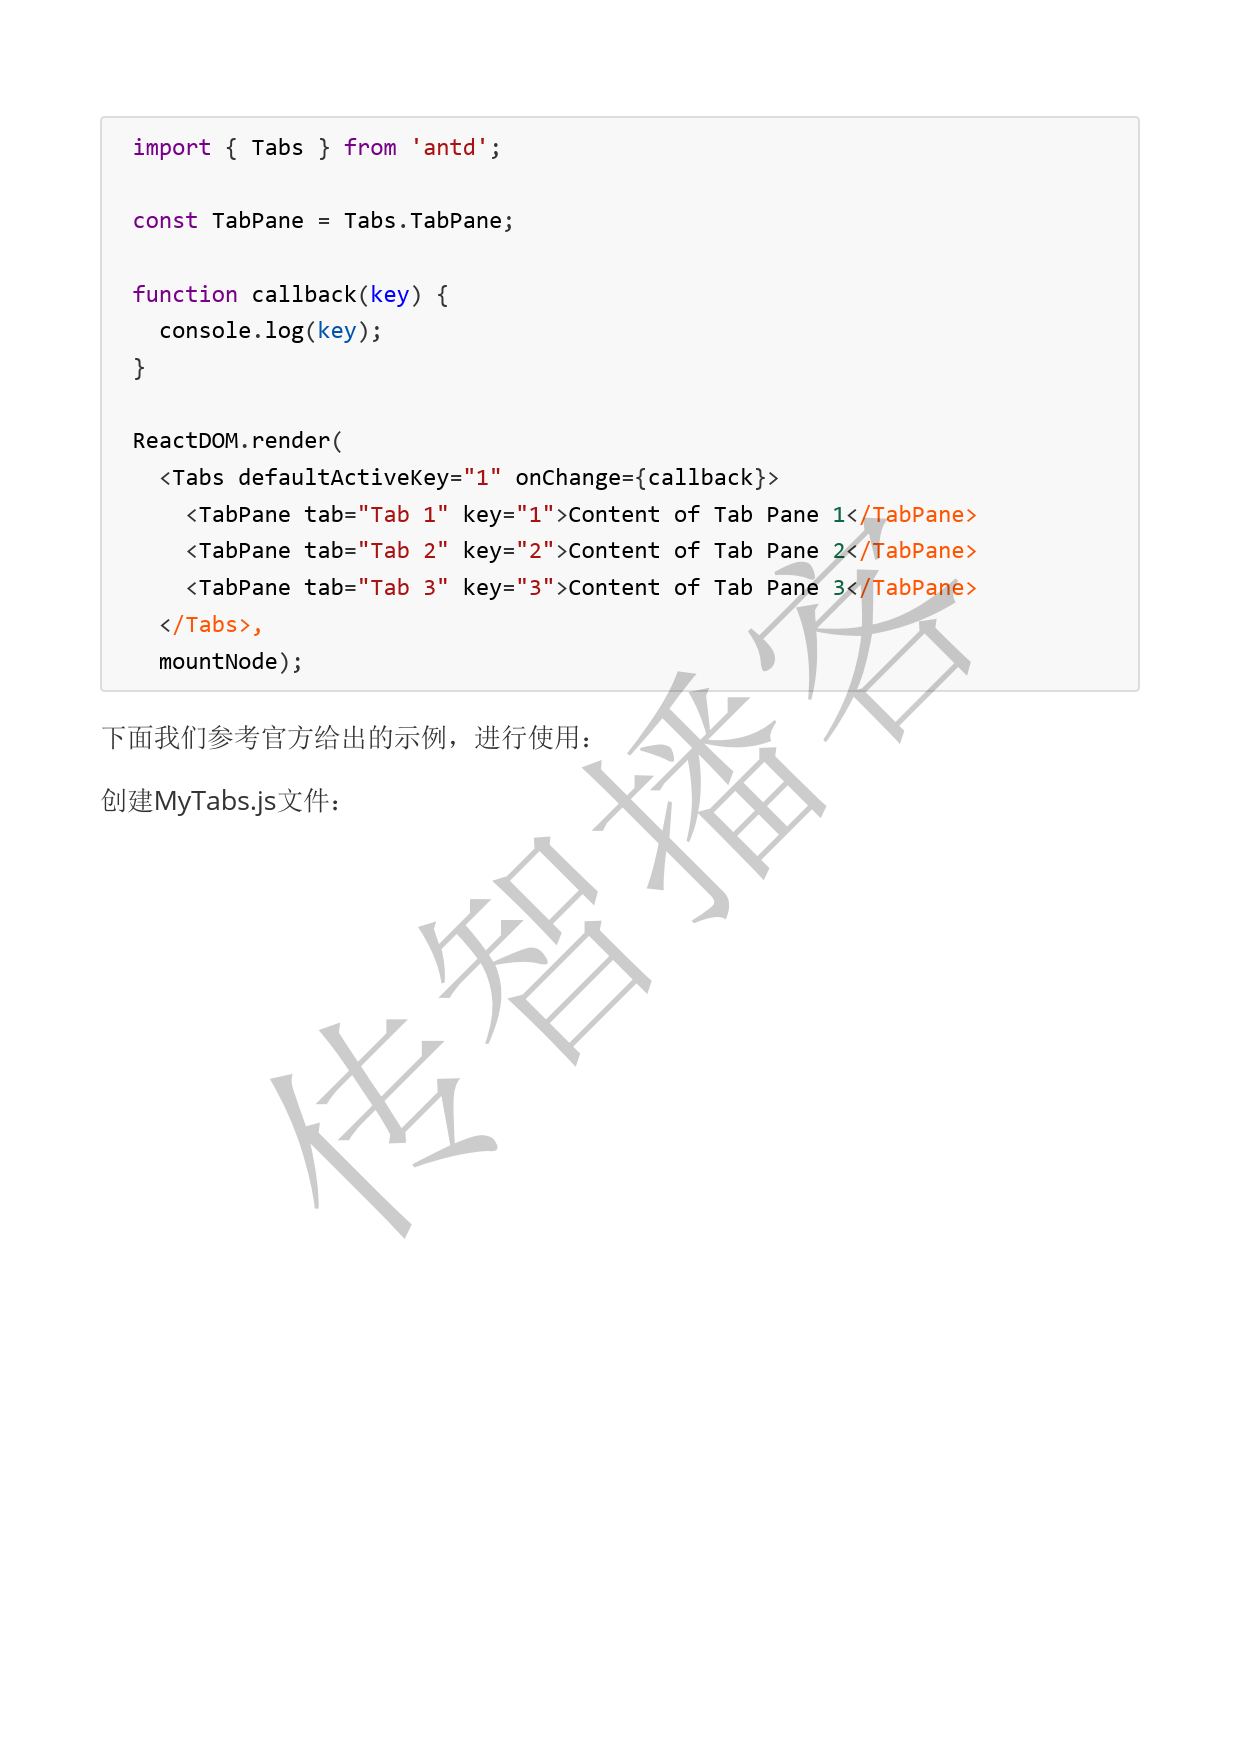 import { Tabs } from 'antd';
const TabPane = Tabs.TabPane;
function callback(key) {
  console.log(key);
}
ReactDOM.render(
  <Tabs defaultActiveKey="1" onChange={callback}>
    <TabPane tab="Tab 1" key="1">Content of Tab Pane 1</TabPane>
    <TabPane tab="Tab 2" key="2">Content of Tab Pane 2</TabPane>
    <TabPane tab="Tab 3" key="3">Content of Tab Pane 3</TabPane>
  </Tabs>,
  mountNode);
下面我们参考官方给出的示例，进行使用：
创建MyTabs.js文件：
传智播客